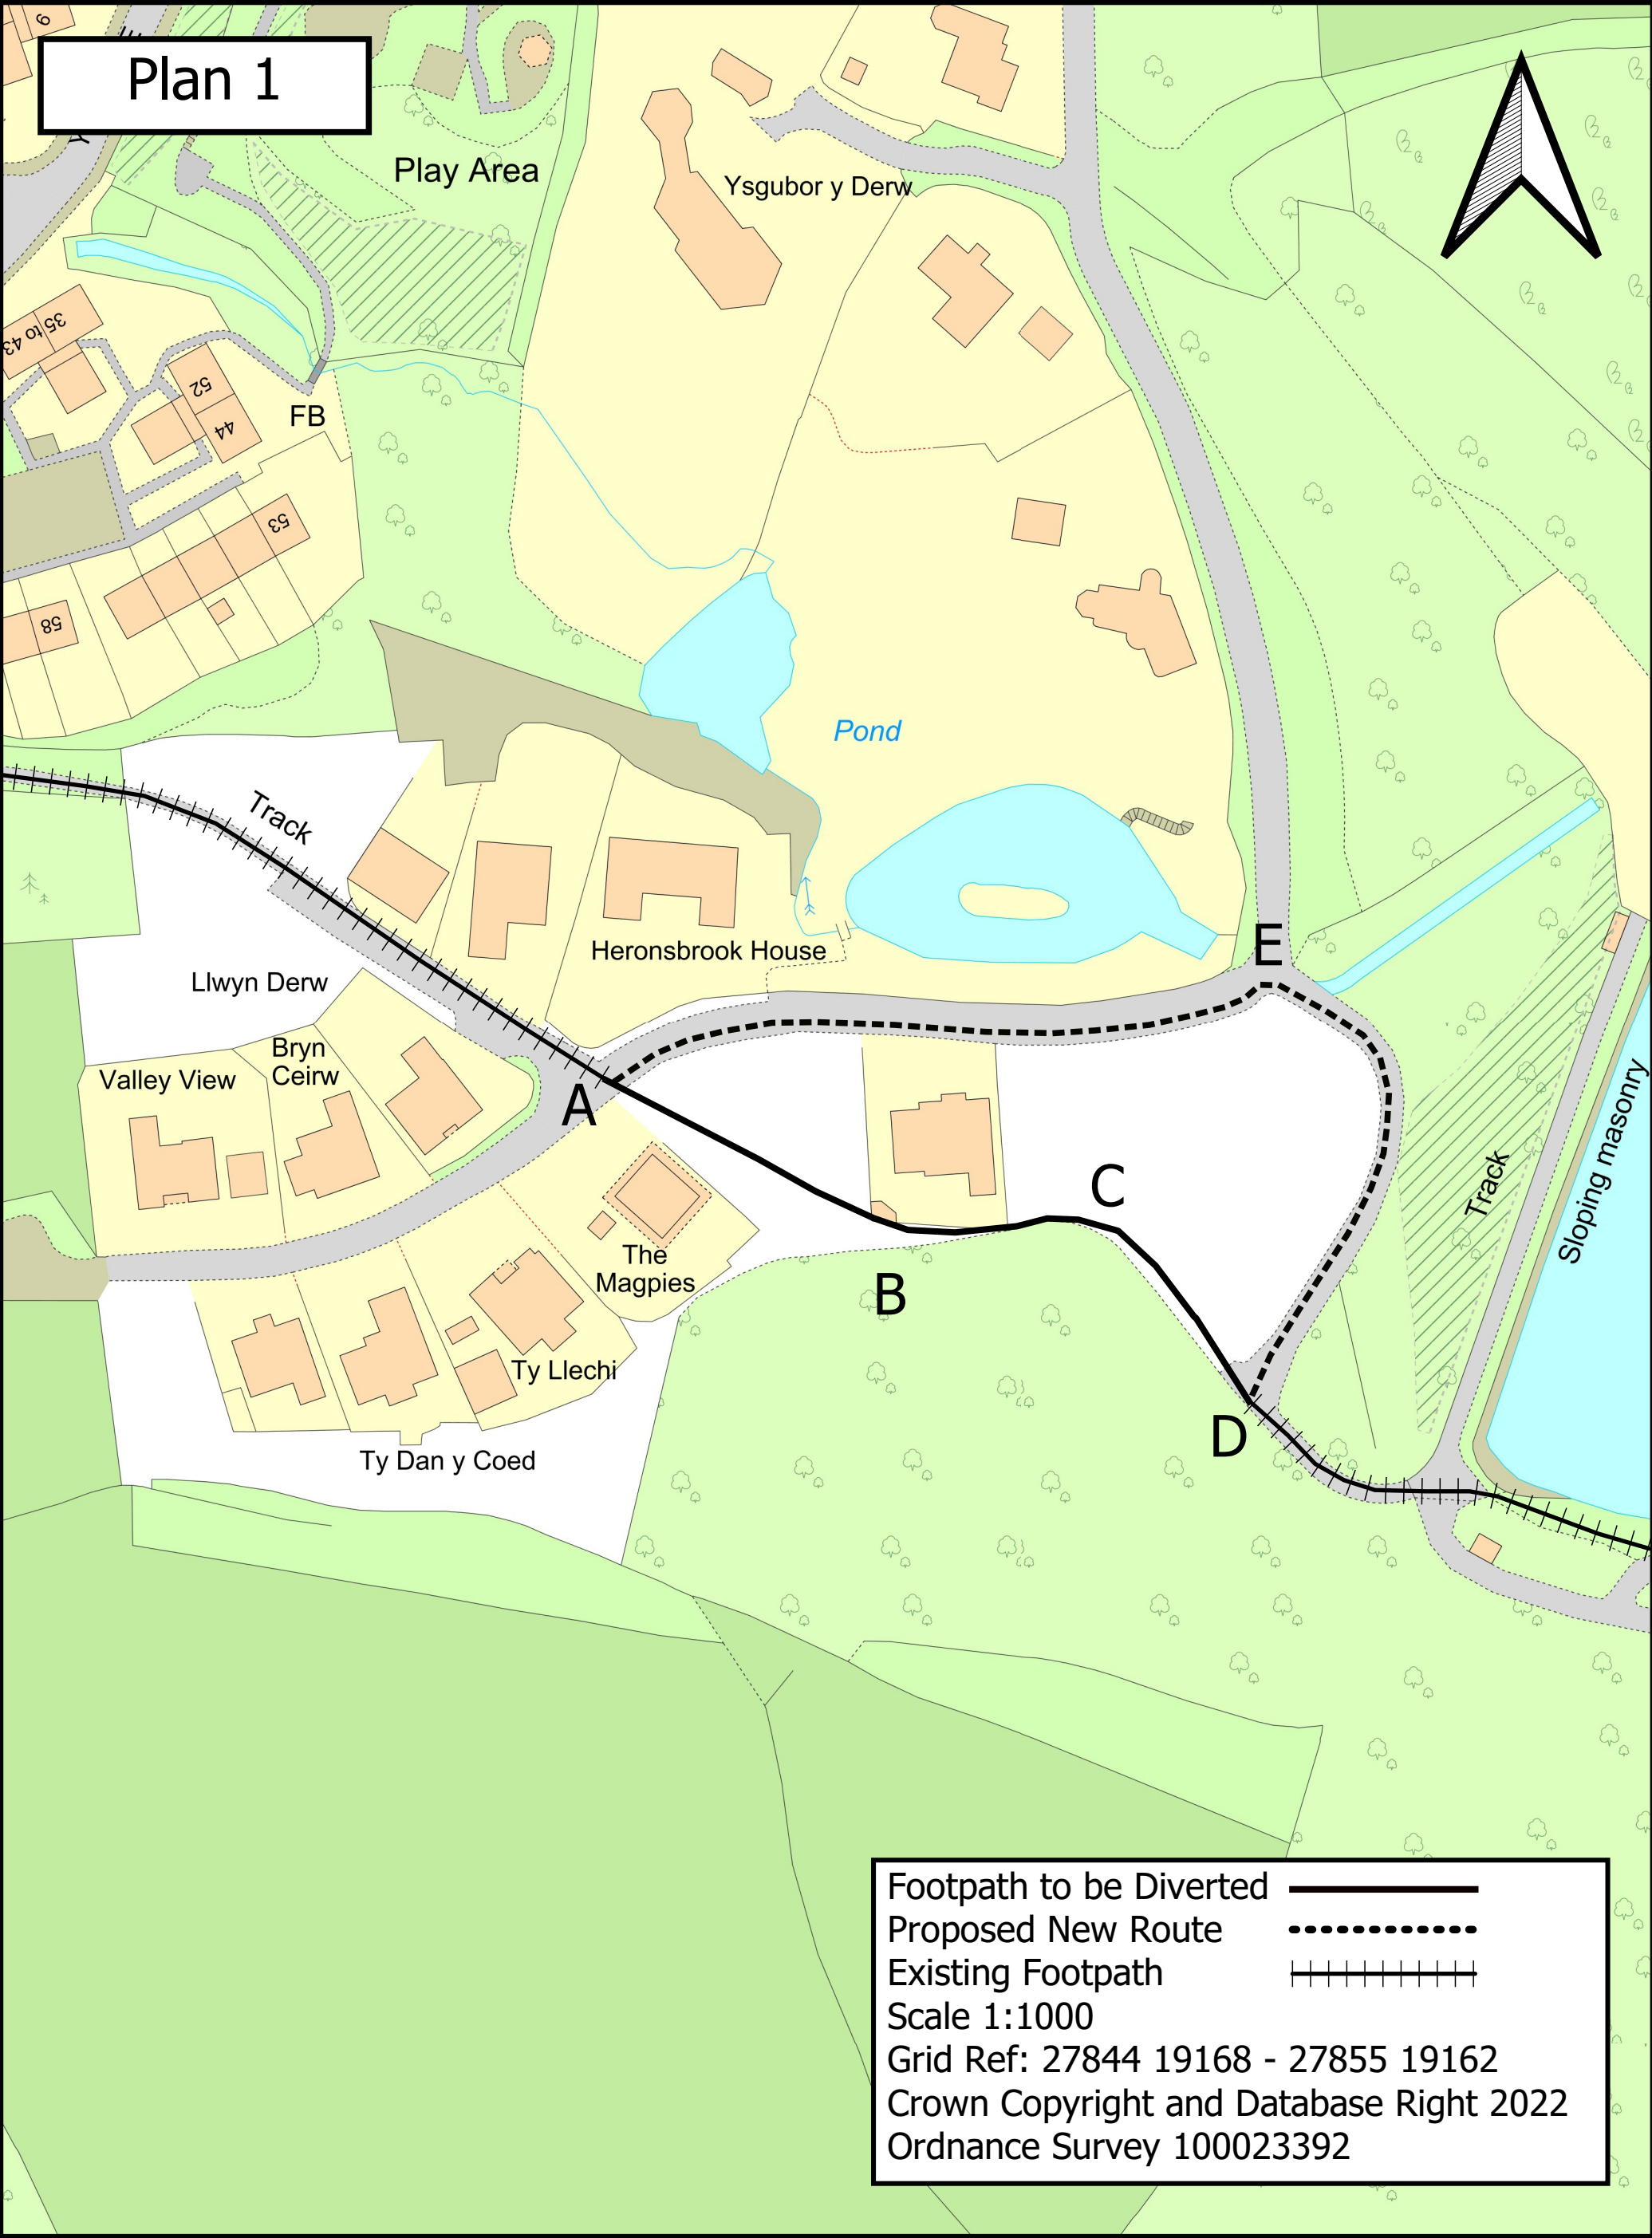 9
Plan 1
Play Area
Ysgubor y Derw
35 to 43
52
44
FB
53
58
Pond
Track
Heronsbrook House
E
Llwyn Derw
Bryn
Ceirw
Valley View
A
C
Track
Sloping masonry
The
Magpies
B
Ty Llechi
D
Ty Dan y Coed
Footpath to be Diverted
Proposed New Route
Existing Footpath
Scale 1:1000
Grid Ref: 27844 19168 - 27855 19162
Crown Copyright and Database Right 2022
Ordnance Survey 100023392